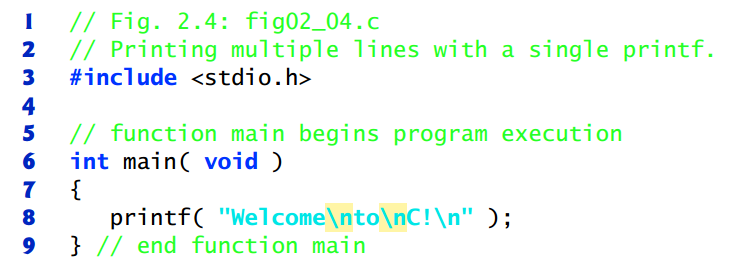 1 // Fig. 2.4: fig02_04.c
2 // Printing multiple lines with a single printf.
3 #include <stdio.h>
4
5 // function main begins program execution
6 int main( void )
7 {
8    printf( "Welcome\nto\nC!\n" );
9 } // end function main